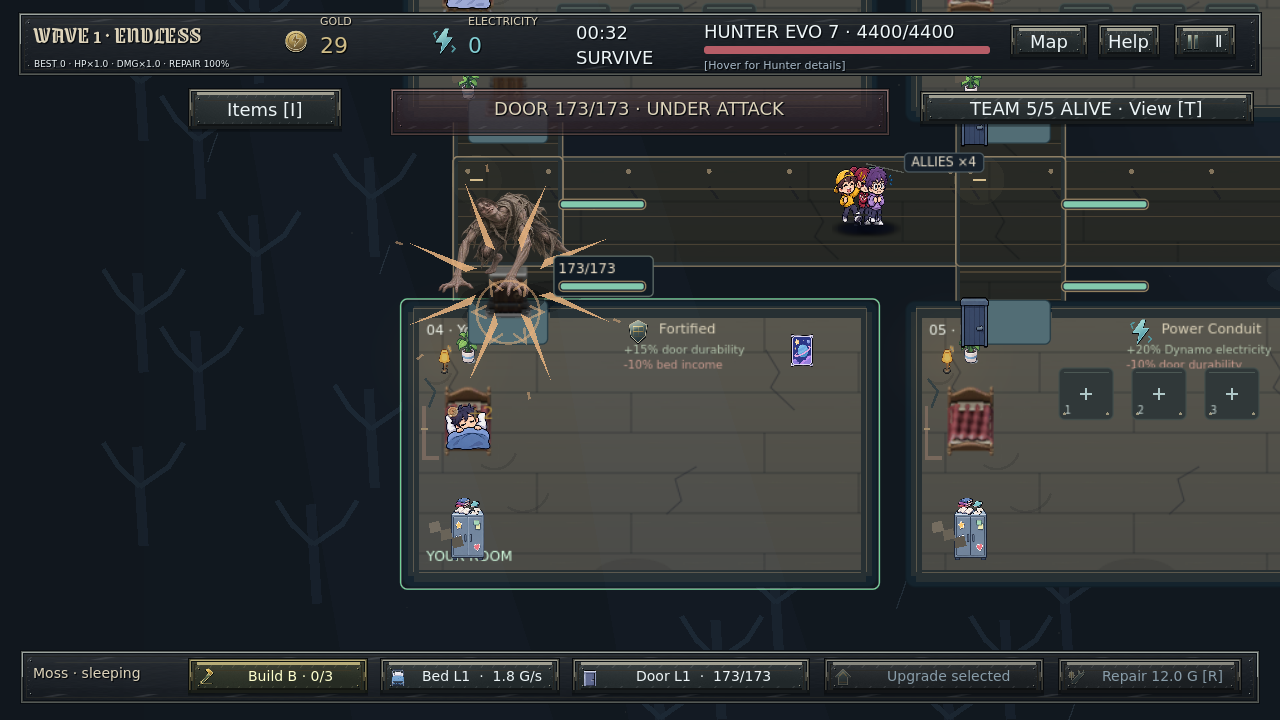 WAVE 1 · ENDLESS
BEST 0 · HP×1.0 · DMG×1.0 · REPAIR 100%
GOLD
29
ELECTRICITY
0
00:32
SURVIVE
HUNTER EVO 7 · 4400/4400
[Hover for Hunter details]
Map
Help
Items [I]
DOOR 173/173 · UNDER ATTACK
TEAM 5/5 ALIVE · View [T]
ALLIES ×4
173/173
04 ·
Fortified
+15% door durability
-10% bed income
YOUR ROOM
05 ·
Power Conduit
+20% Dynamo electricity
-10% door durability
1
2
3
Moss · sleeping
Build B · 0/3
Bed L1 · 1.8 G/s
Door L1 · 173/173
Upgrade selected
Repair 12.0 G [R]